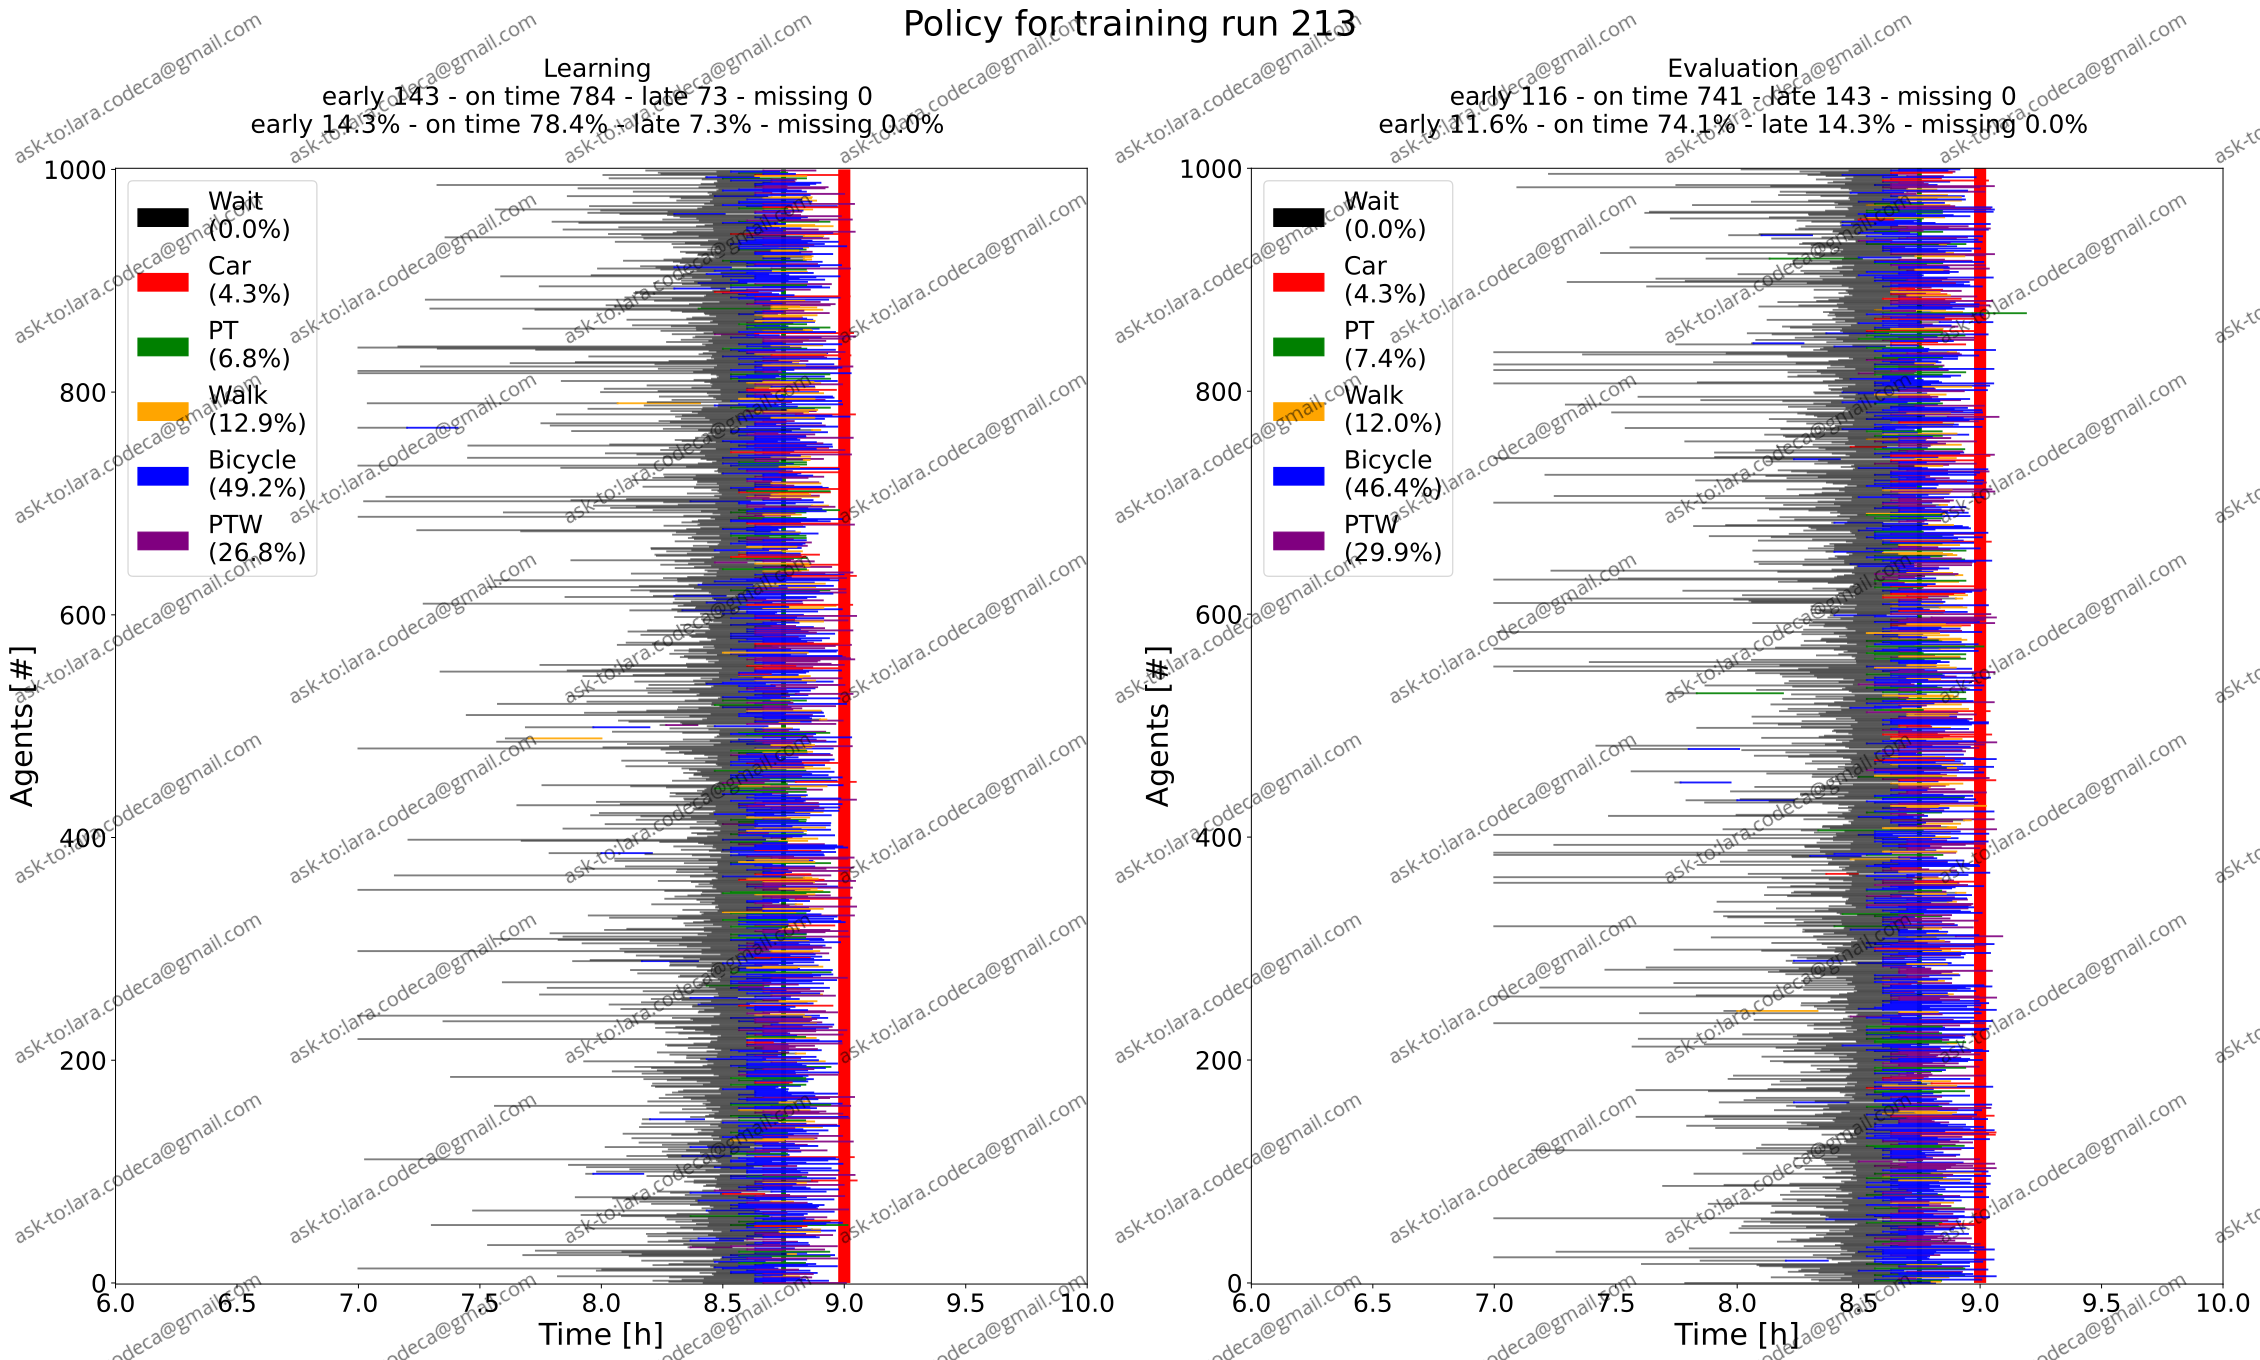 Policy for training run 213
Learning
early 143 - on time 784 - late 73 - missing 0
early 14.3% - on time 78.4% - late 7.3% - missing 0.0%
Evaluation
early 116 - on time 741 - late 143 - missing 0
early 11.6% - on time 74.1% - late 14.3% - missing 0.0%
Agents [#]
1000
800
600
400
200
0
Wait
(0.0%)
Car
(4.3%)
PT
(6.8%)
Walk
(12.9%)
Bicycle
(49.2%)
PTW
(26.8%)
6.0 6.5 7.0 7.5 8.0 8.5 9.0 9.5 10.0
Time [h]
Agents [#]
1000
800
600
400
200
0
Wait
(0.0%)
Car
(4.3%)
PT
(7.4%)
Walk
(12.0%)
Bicycle
(46.4%)
PTW
(29.9%)
6.0 6.5 7.0 7.5 8.0 8.5 9.0 9.5 10.0
Time [h]
ask-to:lara.codeca@gmail.com